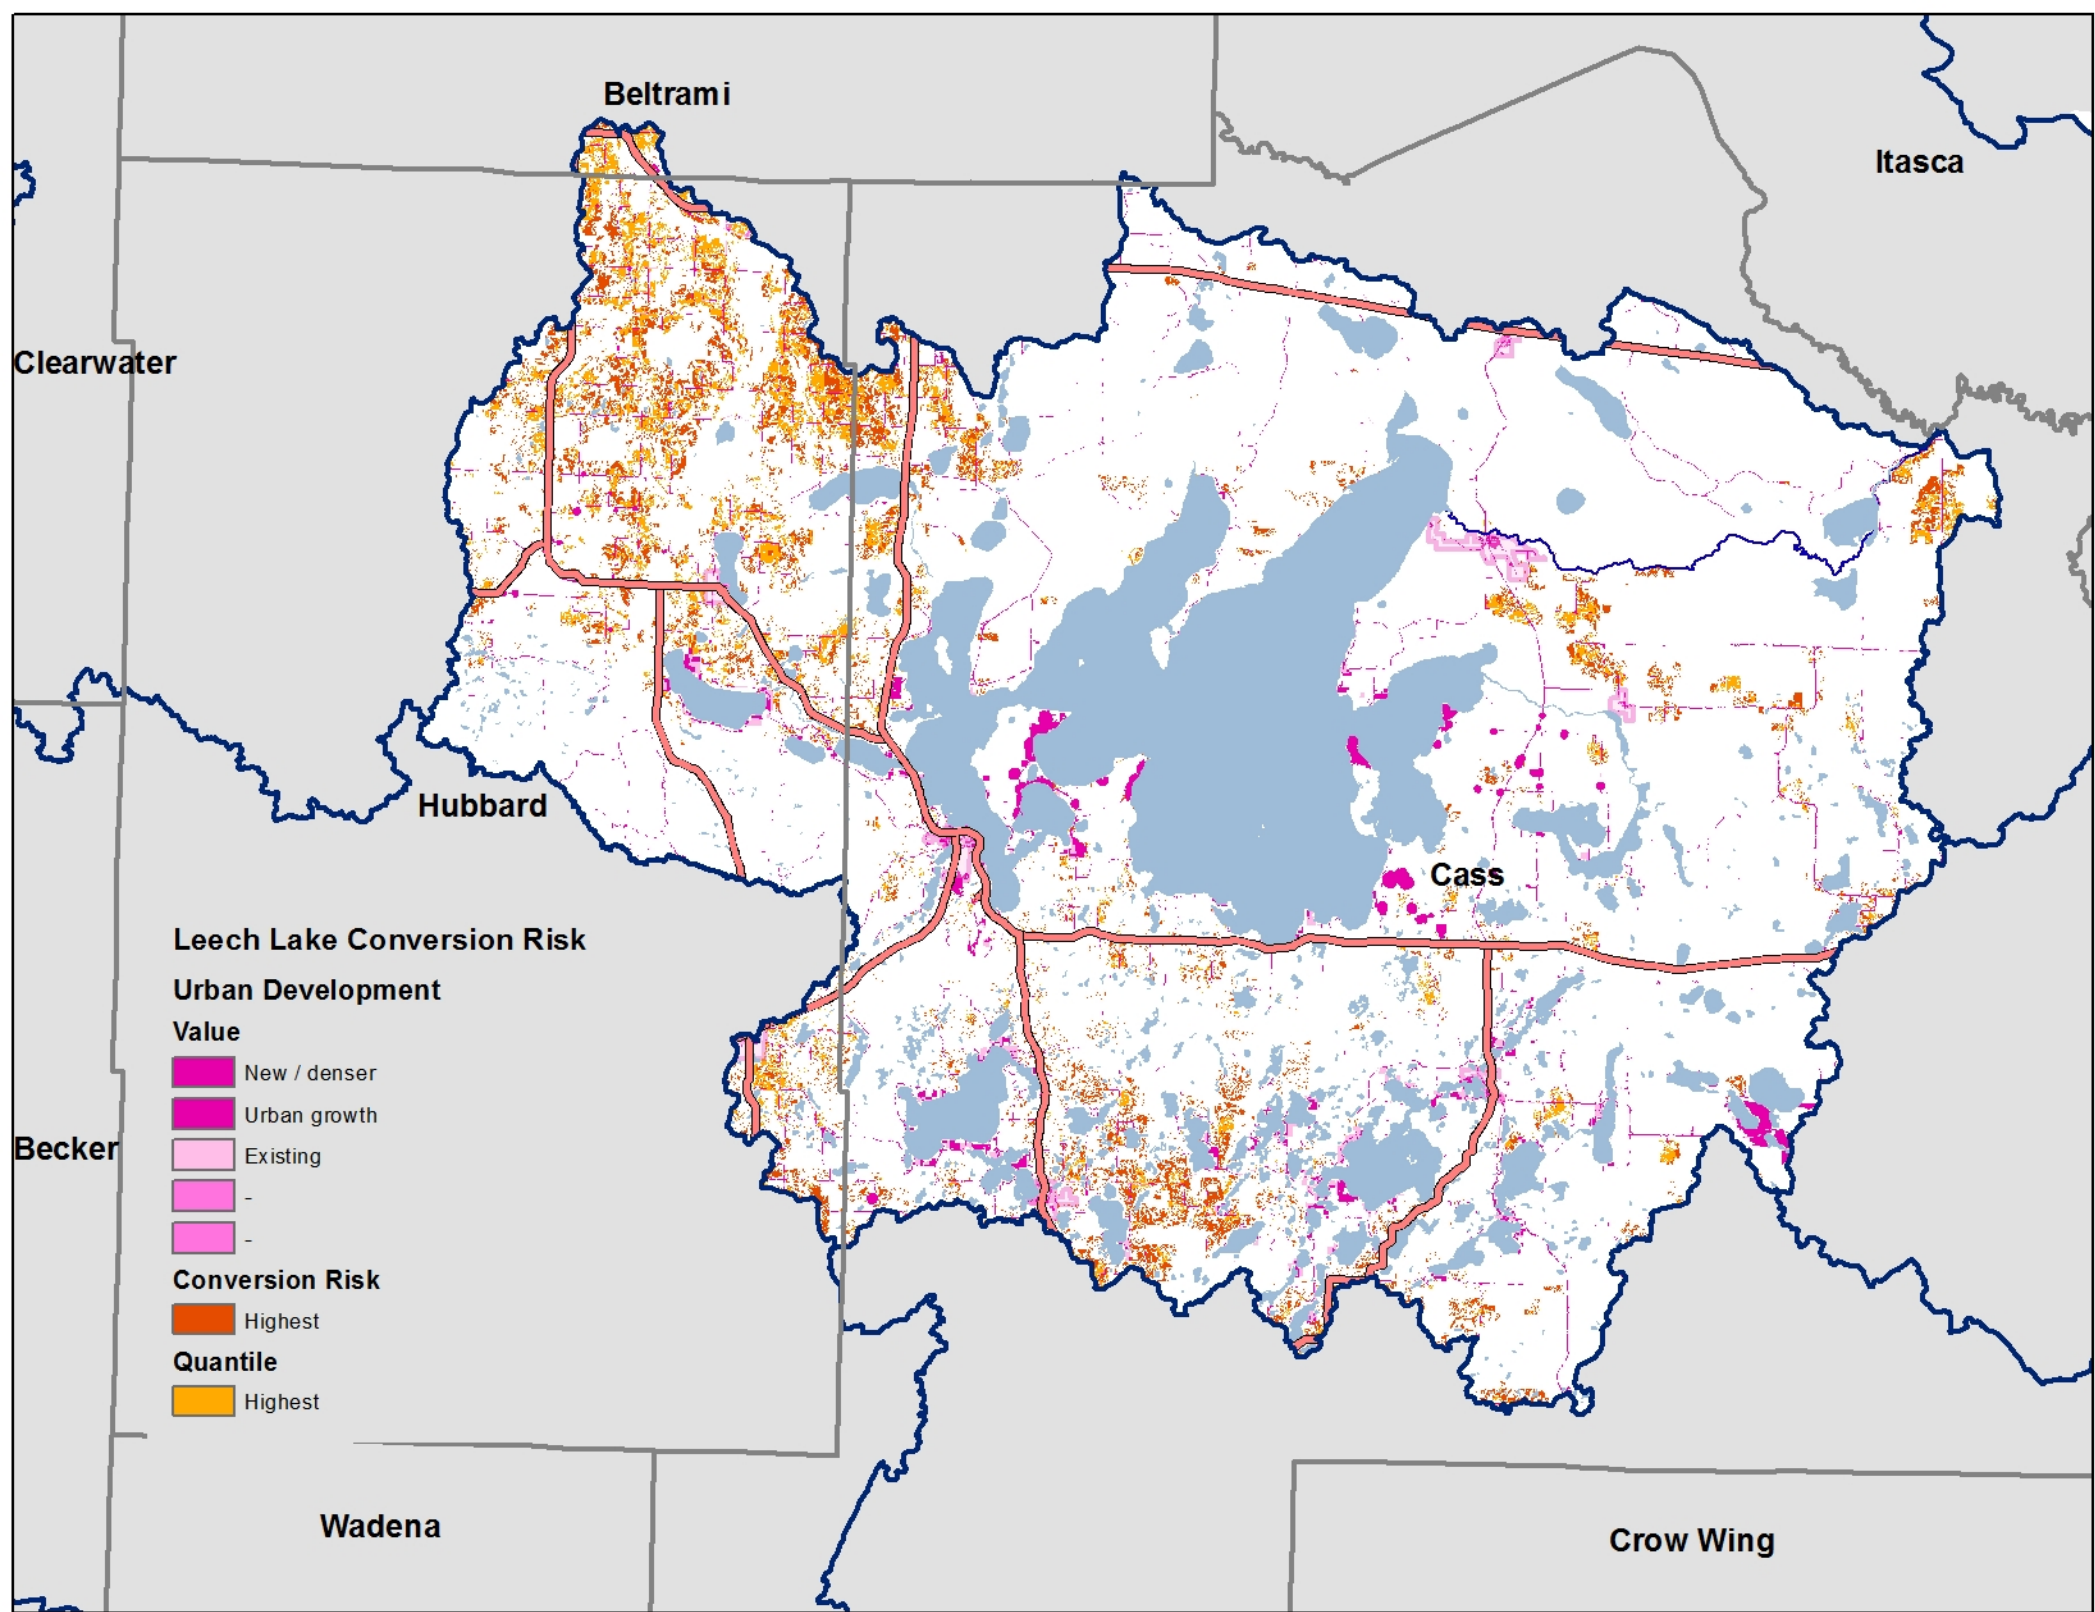 Beltrami
Itasca
Clearwater
Hubbard
Cass
Leech Lake Conversion Risk
Urban Development
Value
New / denser
Urban growth
Existing
-
-
Conversion Risk
Highest
Quantile
Highest
Becker
Wadena
Crow Wing